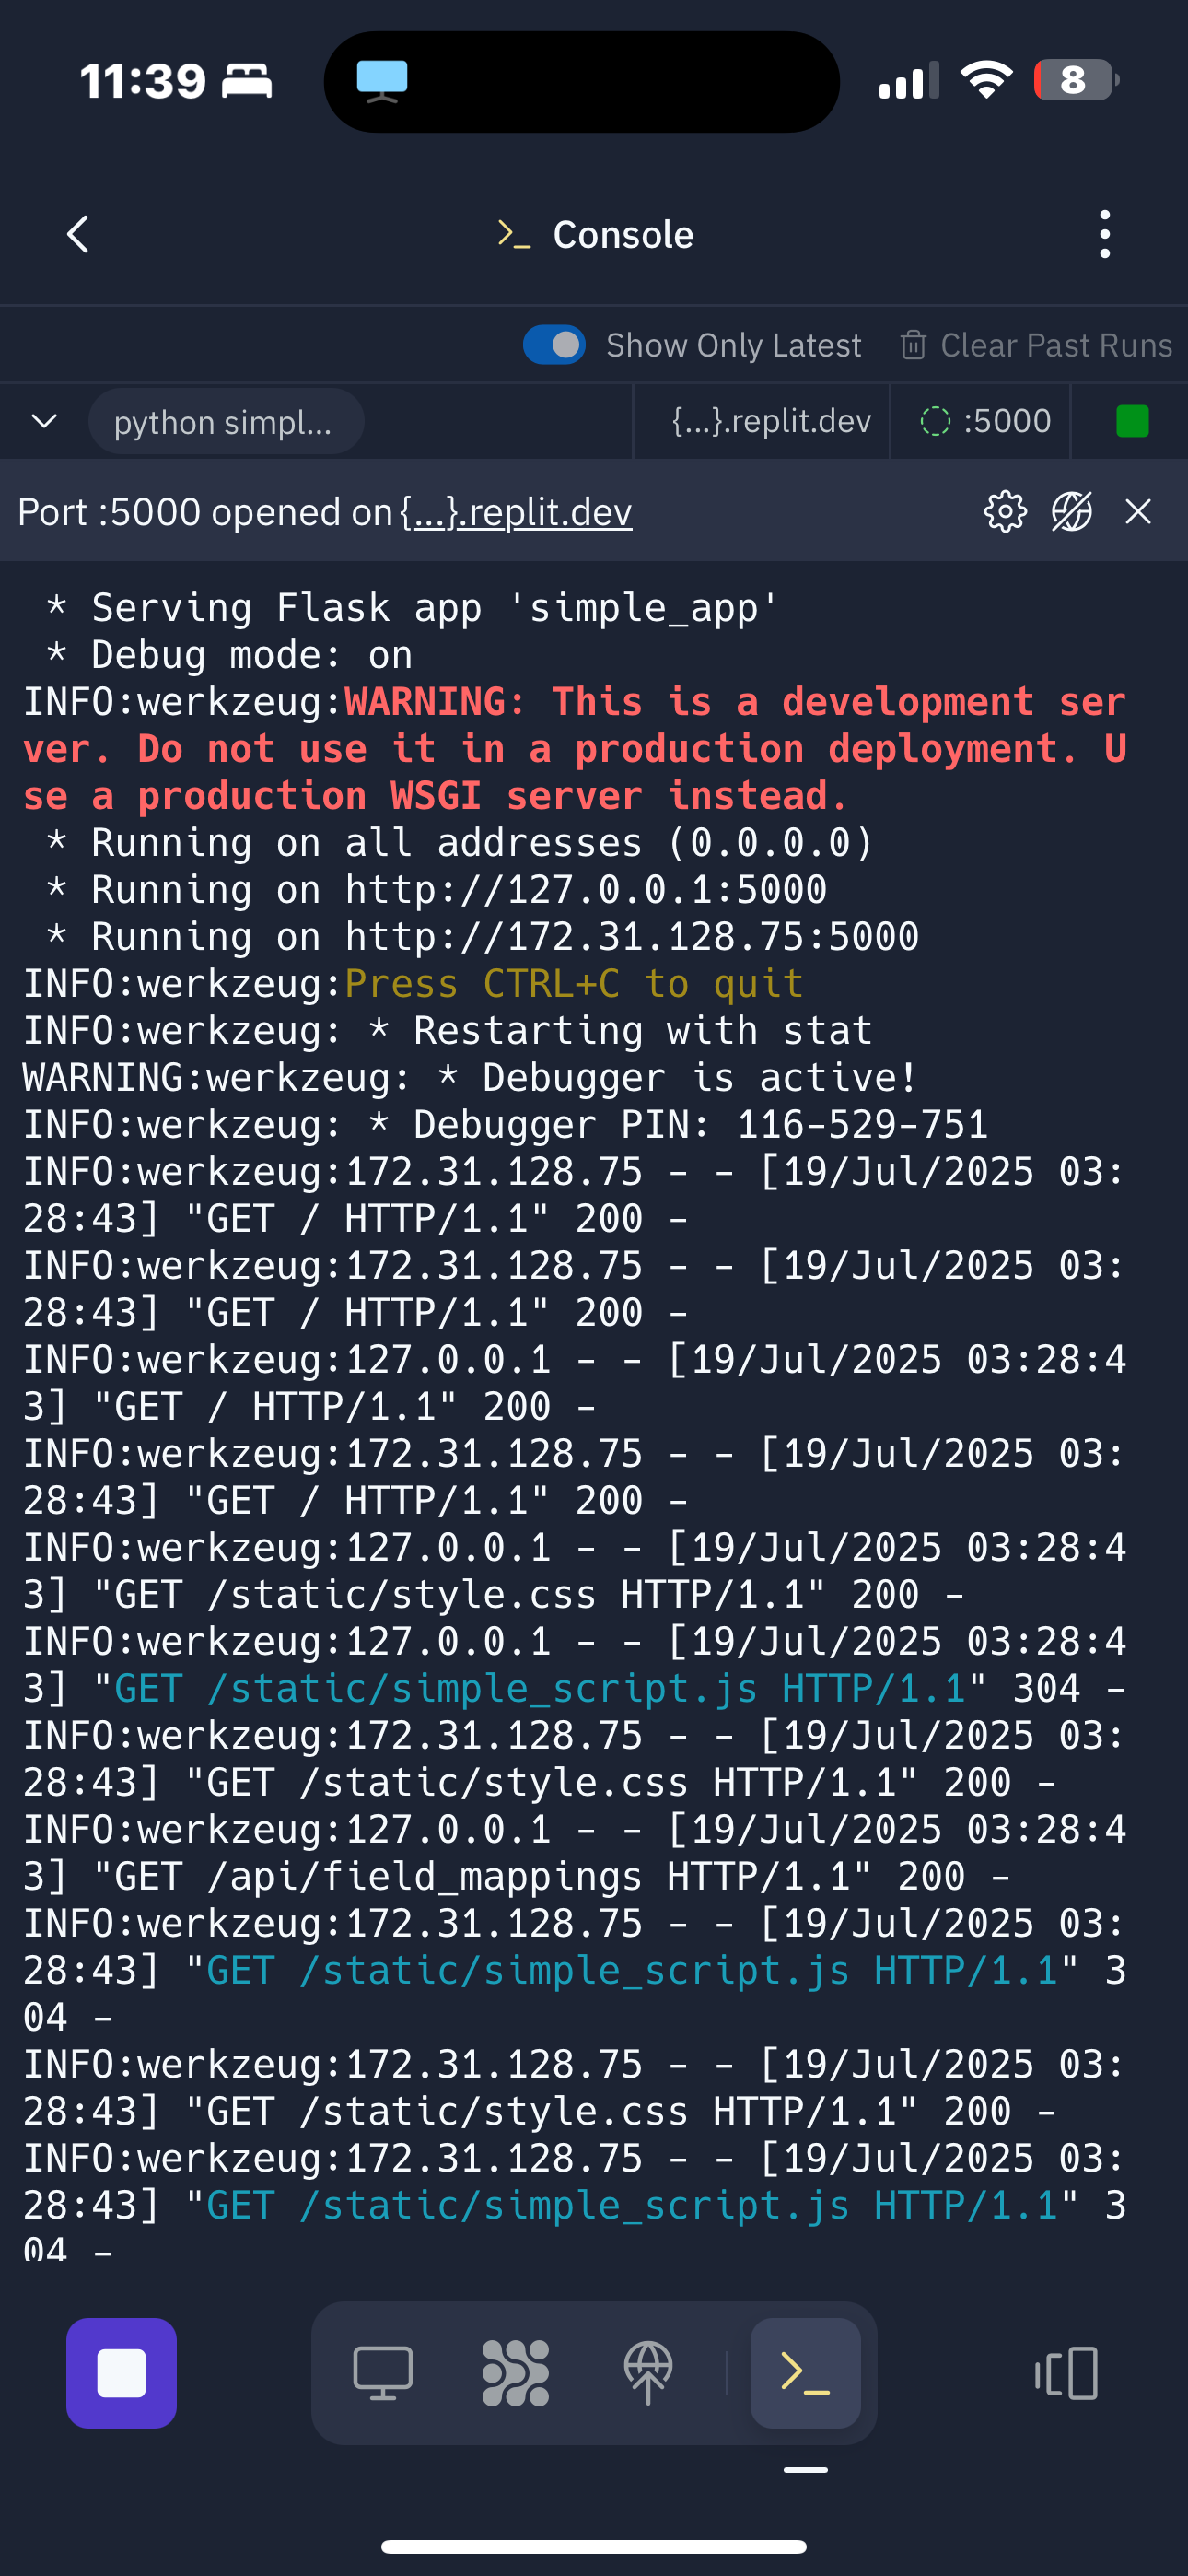 11:39
8
>_ Console
Show Only Latest
Clear Past Runs
python simpl...
{...}.replit.dev
:5000
Port :5000 opened on {...}.replit.dev
 * Serving Flask app 'simple_app'
 * Debug mode: on
INFO:werkzeug:WARNING: This is a development ser
ver. Do not use it in a production deployment. U
se a production WSGI server instead.
 * Running on all addresses (0.0.0.0)
 * Running on http://127.0.0.1:5000
 * Running on http://172.31.128.75:5000
INFO:werkzeug:Press CTRL+C to quit
INFO:werkzeug: * Restarting with stat
WARNING:werkzeug: * Debugger is active!
INFO:werkzeug: * Debugger PIN: 116-529-751
INFO:werkzeug:172.31.128.75 - - [19/Jul/2025 03:
28:43] "GET / HTTP/1.1" 200 -
INFO:werkzeug:172.31.128.75 - - [19/Jul/2025 03:
28:43] "GET / HTTP/1.1" 200 -
INFO:werkzeug:127.0.0.1 - - [19/Jul/2025 03:28:4
3] "GET / HTTP/1.1" 200 -
INFO:werkzeug:172.31.128.75 - - [19/Jul/2025 03:
28:43] "GET / HTTP/1.1" 200 -
INFO:werkzeug:127.0.0.1 - - [19/Jul/2025 03:28:4
3] "GET /static/style.css HTTP/1.1" 200 -
INFO:werkzeug:127.0.0.1 - - [19/Jul/2025 03:28:4
3] "GET /static/simple_script.js HTTP/1.1" 304 -
INFO:werkzeug:172.31.128.75 - - [19/Jul/2025 03:
28:43] "GET /static/style.css HTTP/1.1" 200 -
INFO:werkzeug:127.0.0.1 - - [19/Jul/2025 03:28:4
3] "GET /api/field_mappings HTTP/1.1" 200 -
INFO:werkzeug:172.31.128.75 - - [19/Jul/2025 03:
28:43] "GET /static/simple_script.js HTTP/1.1" 3
04 -
INFO:werkzeug:172.31.128.75 - - [19/Jul/2025 03:
28:43] "GET /static/style.css HTTP/1.1" 200 -
INFO:werkzeug:172.31.128.75 - - [19/Jul/2025 03:
28:43] "GET /static/simple_script.js HTTP/1.1" 3
04 -